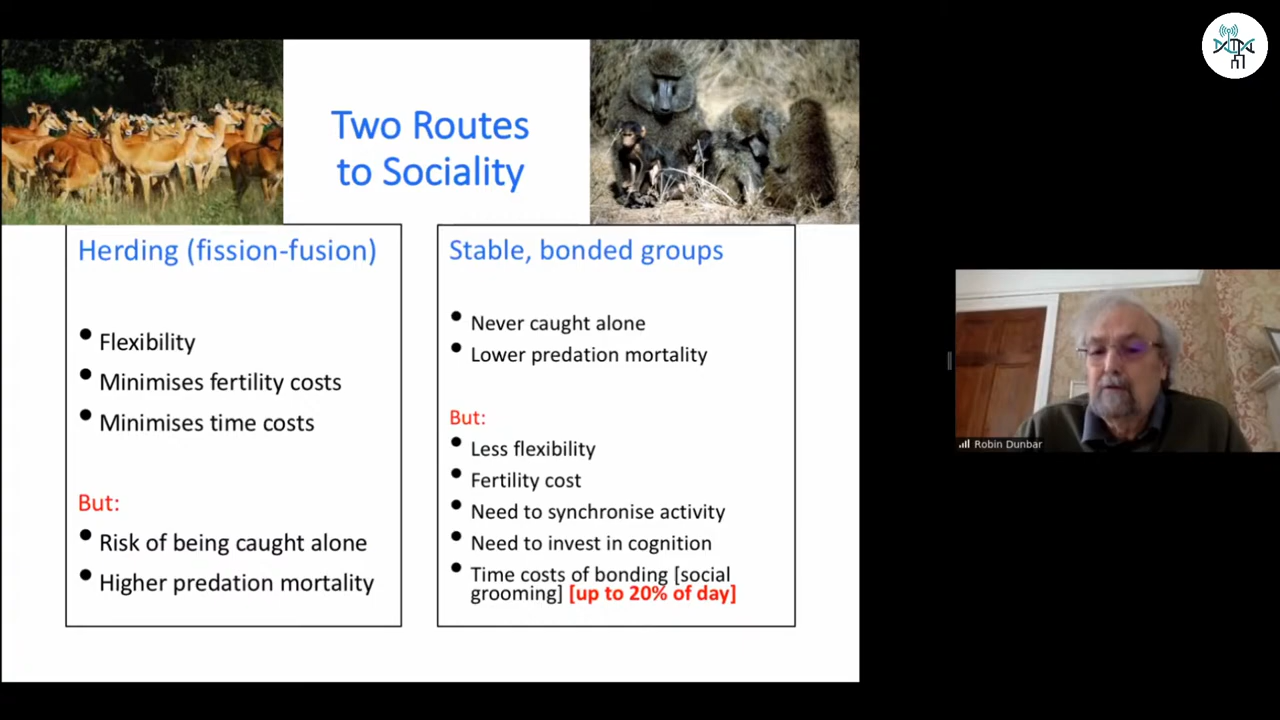 Two Routes
to Sociality
Herding (fission-fusion)
• Flexibility
• Minimises fertility costs
• Minimises time costs
But:
• Risk of being caught alone
• Higher predation mortality
Stable, bonded groups
• Never caught alone
• Lower predation mortality
But:
• Less flexibility
• Fertility cost
• Need to synchronise activity
• Need to invest in cognition
• Time costs of bonding [social
grooming] [up to 20% of day]
Robin Dunbar